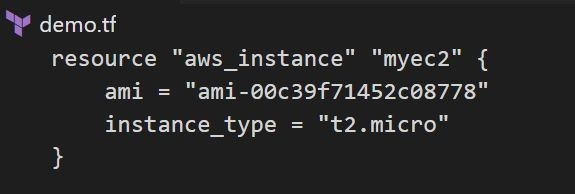 demo.tf
resource "aws_instance" "myec2" {
    ami = "ami-00c39f71452c08778"
    instance_type = "t2.micro"
}